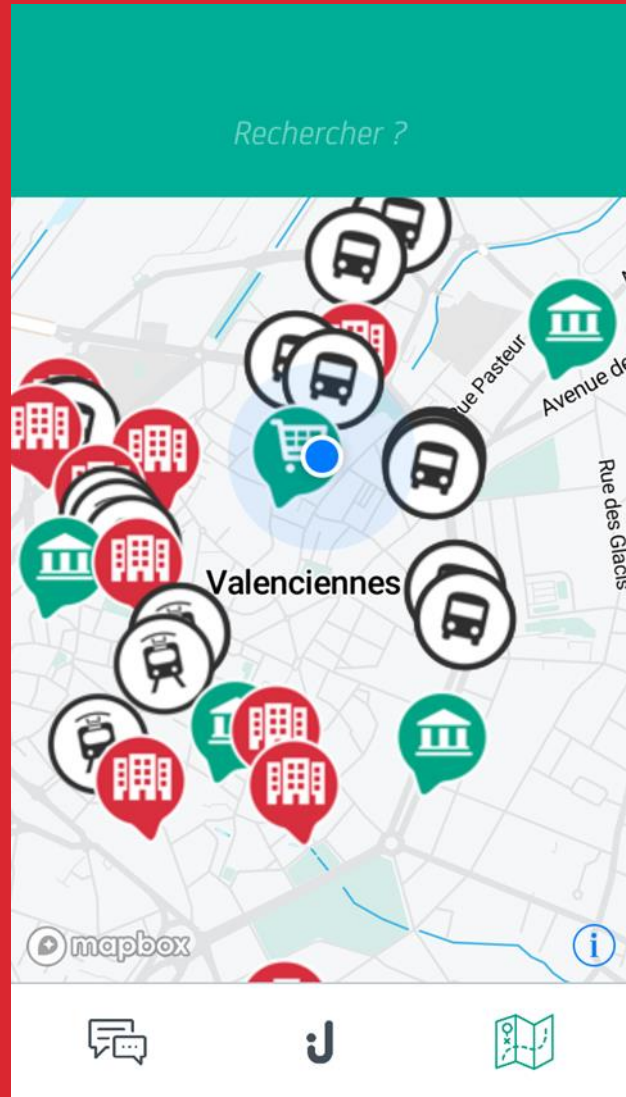 Rechercher ?
Rue Pasteur
Avenue de
Rue des Glacis
Valenciennes
mapbox
i